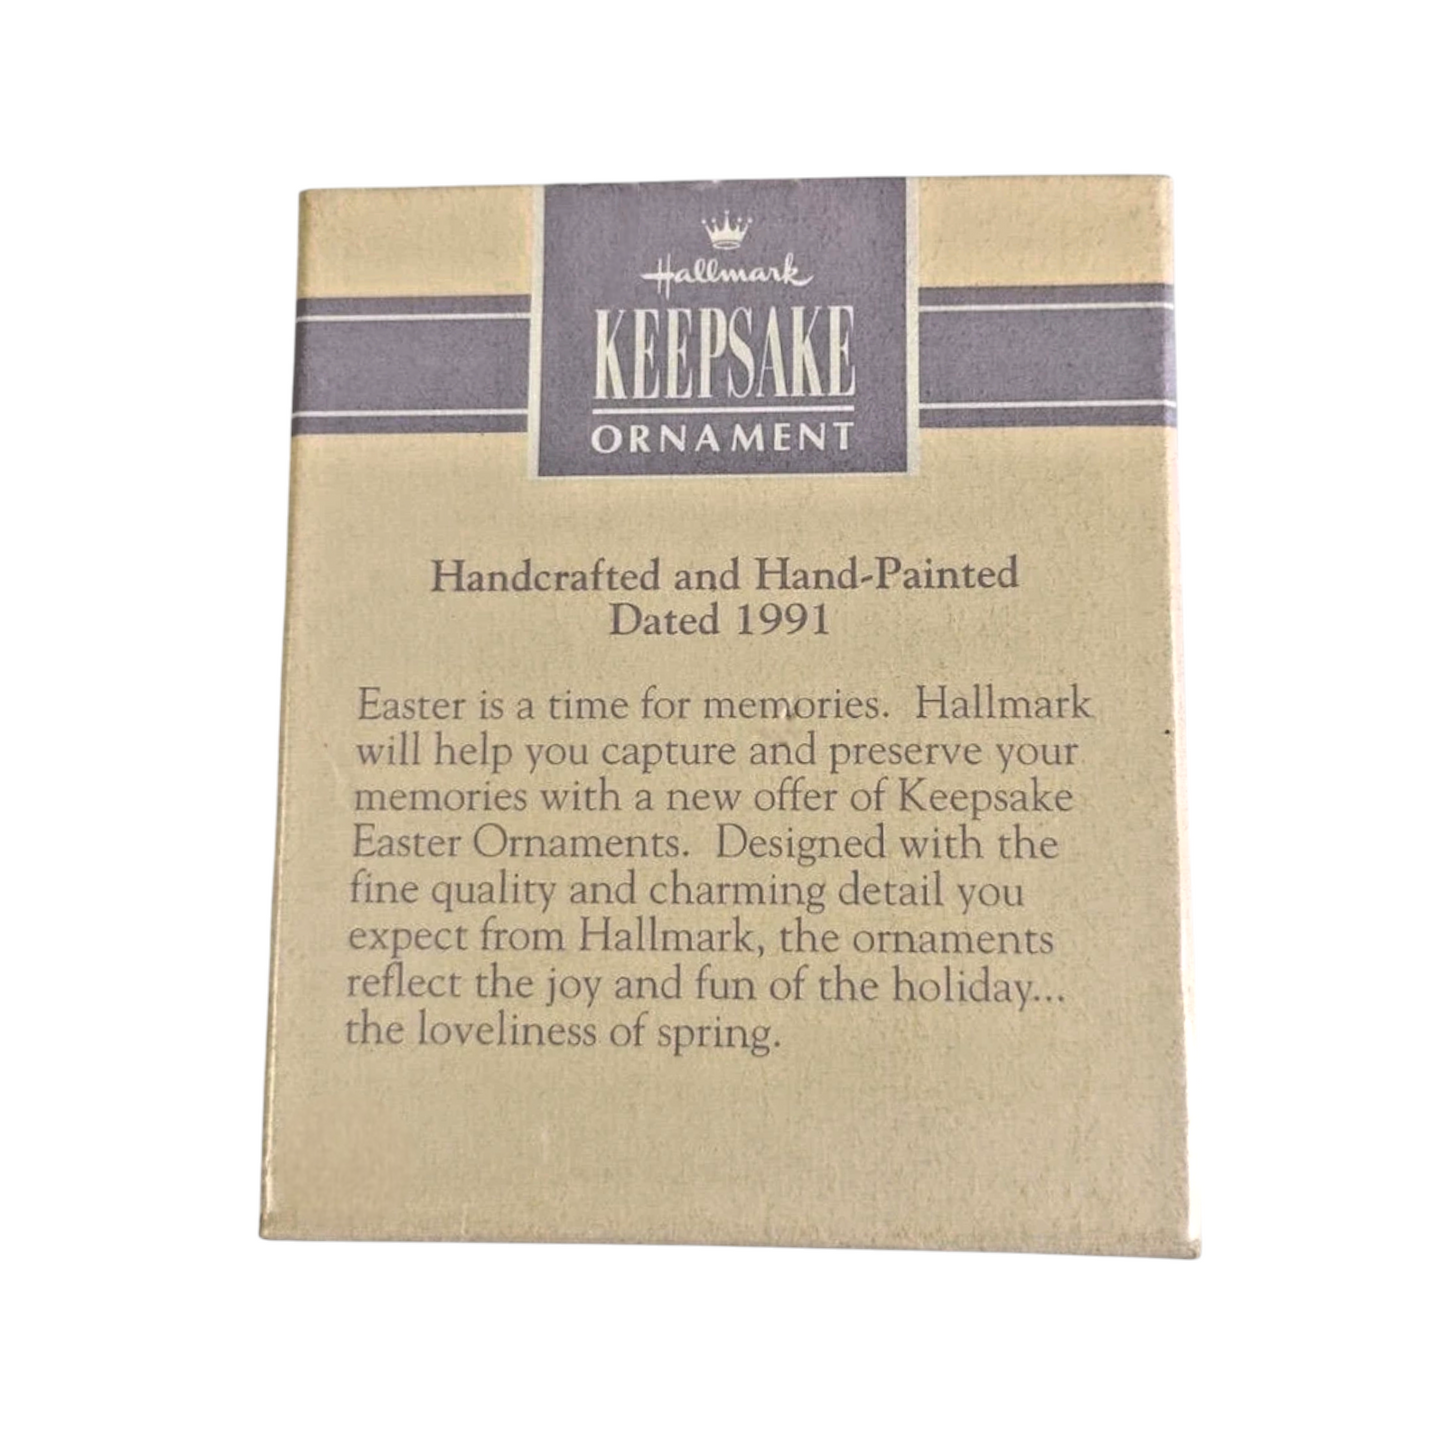 Hallmark
KEEPSAKE
ORNAMENT
Handcrafted and Hand-Painted
Dated 1991
Easter is a time for memories. Hallmark
will help you capture and preserve your
memories with a new offer of Keepsake
Easter Ornaments. Designed with the
fine quality and charming detail you
expect from Hallmark, the ornaments
reflect the joy and fun of the holiday...
the loveliness of spring.